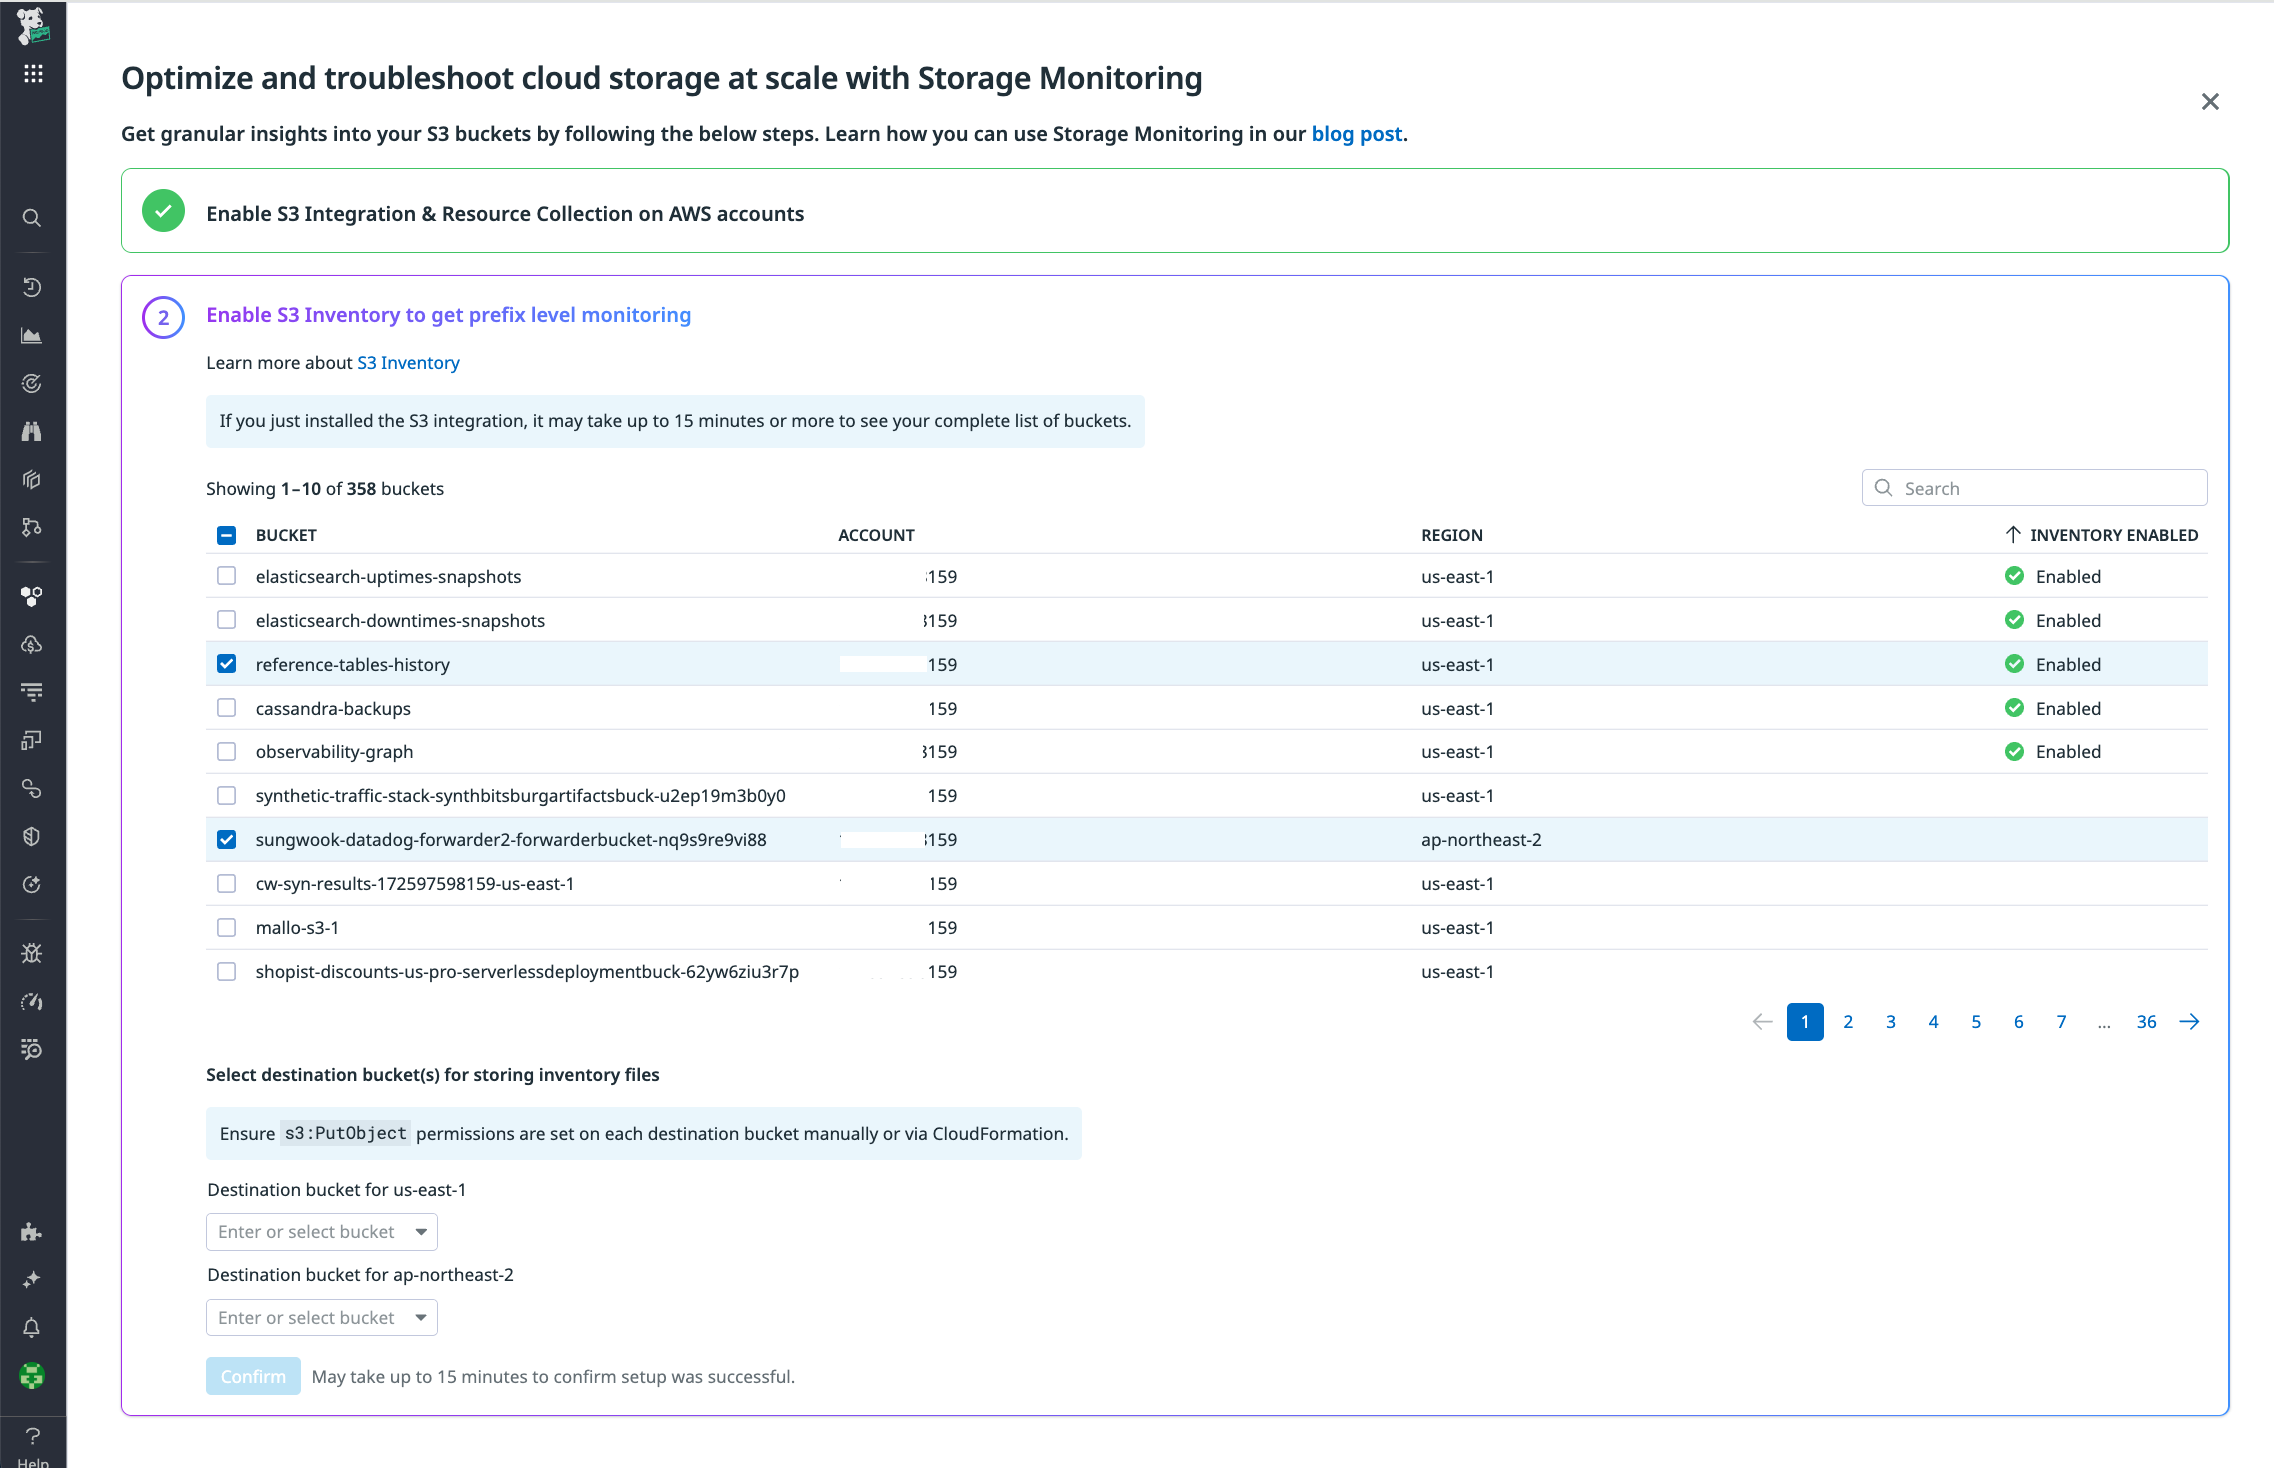 Optimize and troubleshoot cloud storage at scale with Storage Monitoring
Get granular insights into your S3 buckets by following the below steps. Learn how you can use Storage Monitoring in our blog post.
Enable S3 Integration & Resource Collection on AWS accounts
2 Enable S3 Inventory to get prefix level monitoring
Learn more about S3 Inventory
If you just installed the S3 integration, it may take up to 15 minutes or more to see your complete list of buckets.
Showing 1–10 of 358 buckets Search
BUCKET ACCOUNT REGION INVENTORY ENABLED
elasticsearch-uptimes-snapshots 159 us-east-1 Enabled
elasticsearch-downtimes-snapshots 159 us-east-1 Enabled
reference-tables-history 159 us-east-1 Enabled
cassandra-backups 159 us-east-1 Enabled
observability-graph 159 us-east-1 Enabled
synthetic-traffic-stack-synthbitsburgartifactsbuck-u2ep19m3b0y0 159 us-east-1
sungwook-datadog-forwarder2-forwarderbucket-nq9s9re9vi88 159 ap-northeast-2
cw-syn-results-172597598159-us-east-1 159 us-east-1
mallo-s3-1 159 us-east-1
shopist-discounts-us-pro-serverlessdeploymentbuck-62yw6ziu3r7p 159 us-east-1
1 2 3 4 5 6 7 ... 36
Select destination bucket(s) for storing inventory files
Ensure s3:PutObject permissions are set on each destination bucket manually or via CloudFormation.
Destination bucket for us-east-1
Enter or select bucket
Destination bucket for ap-northeast-2
Enter or select bucket
Confirm May take up to 15 minutes to confirm setup was successful.
Help